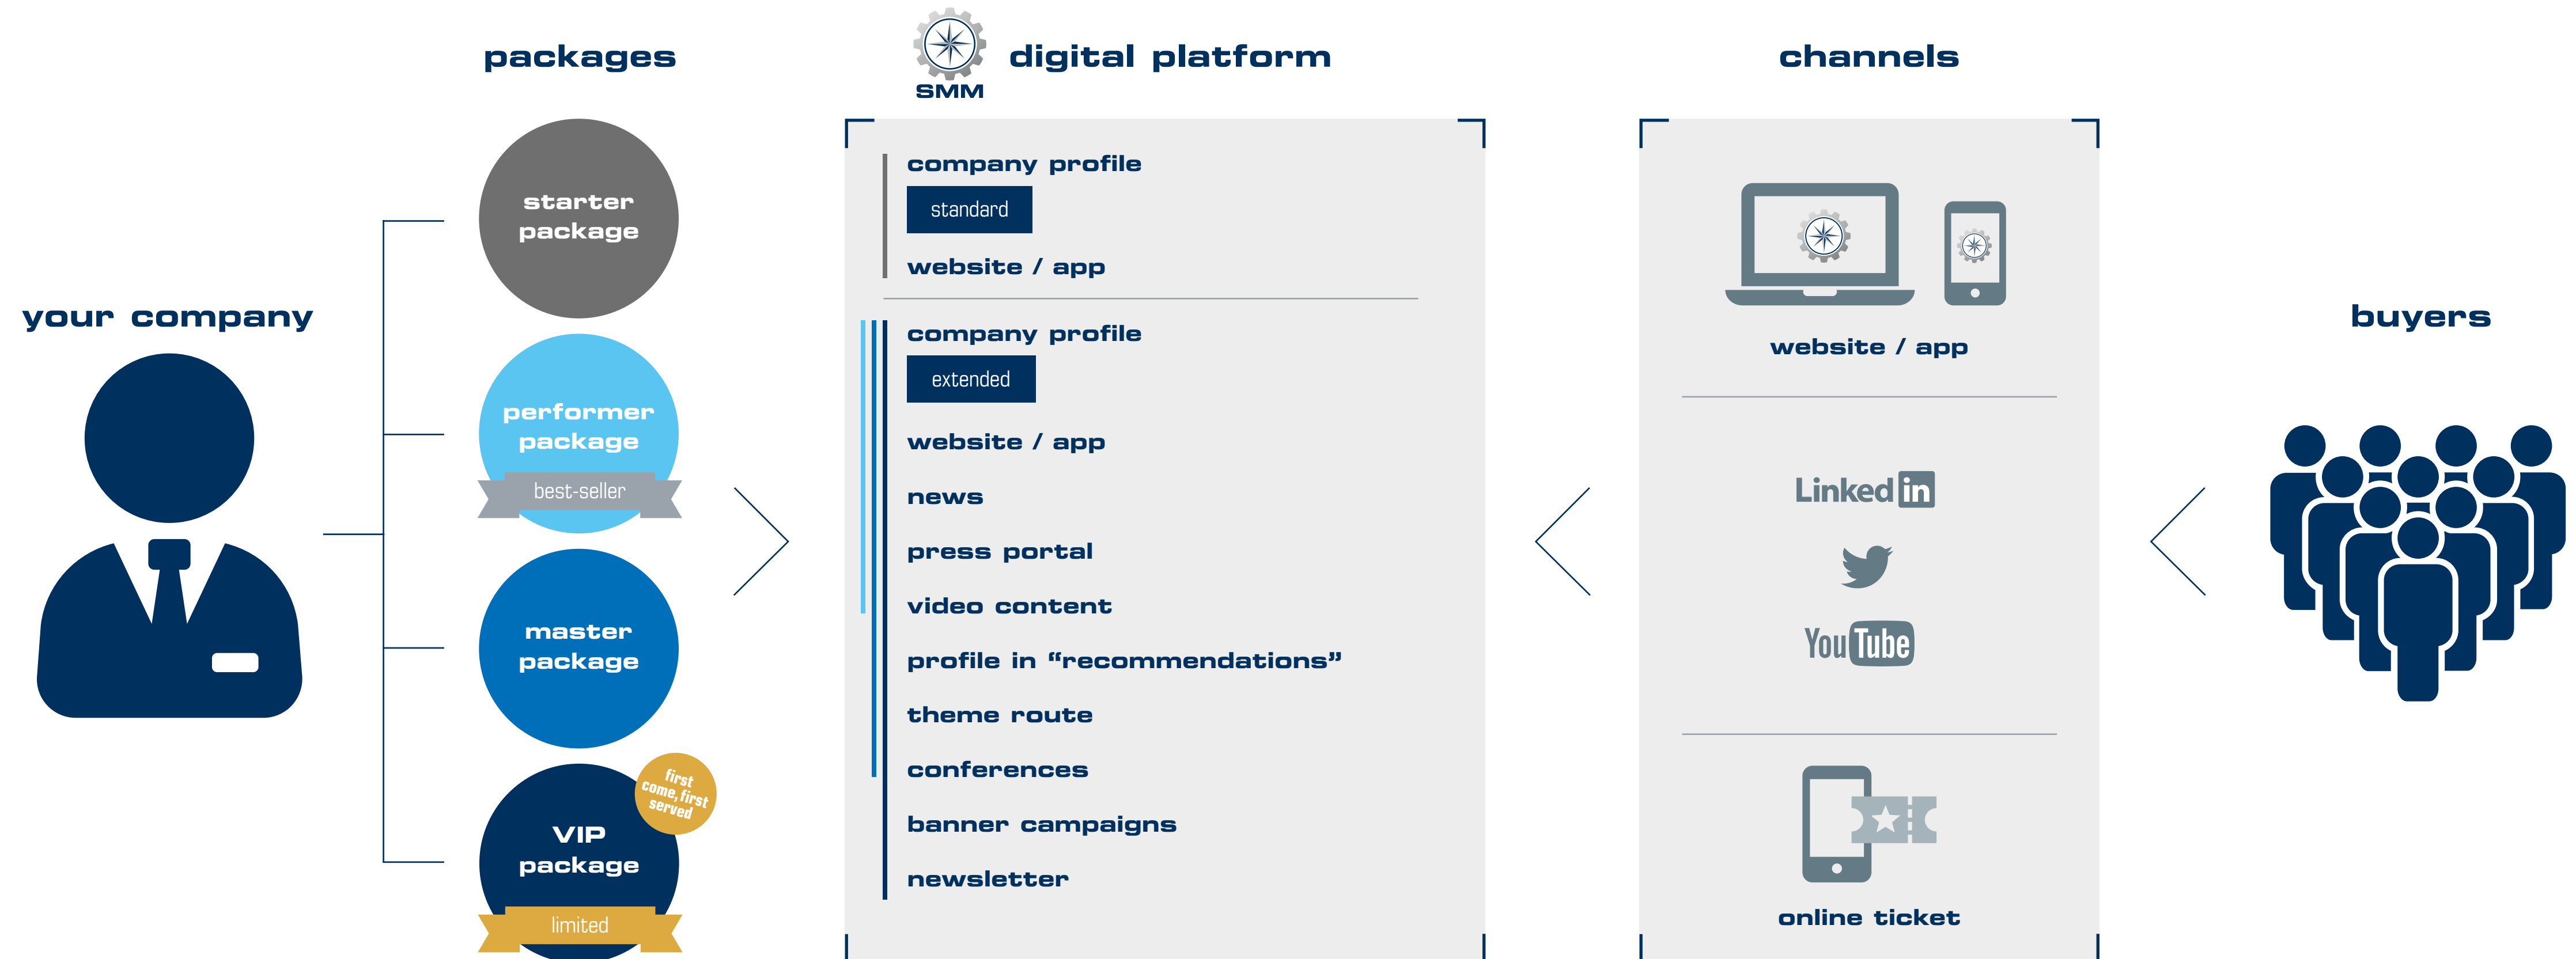 packages
SMM
digital platform
channels
your company
starter
package
performer
package
best-seller
master
package
first
come, first
served
VIP
package
limited
company profile
standard
website / app
company profile
extended
website / app
news
press portal
video content
profile in “recommendations”
theme route
conferences
banner campaigns
newsletter
website / app
Linked in
YouTube
online ticket
buyers